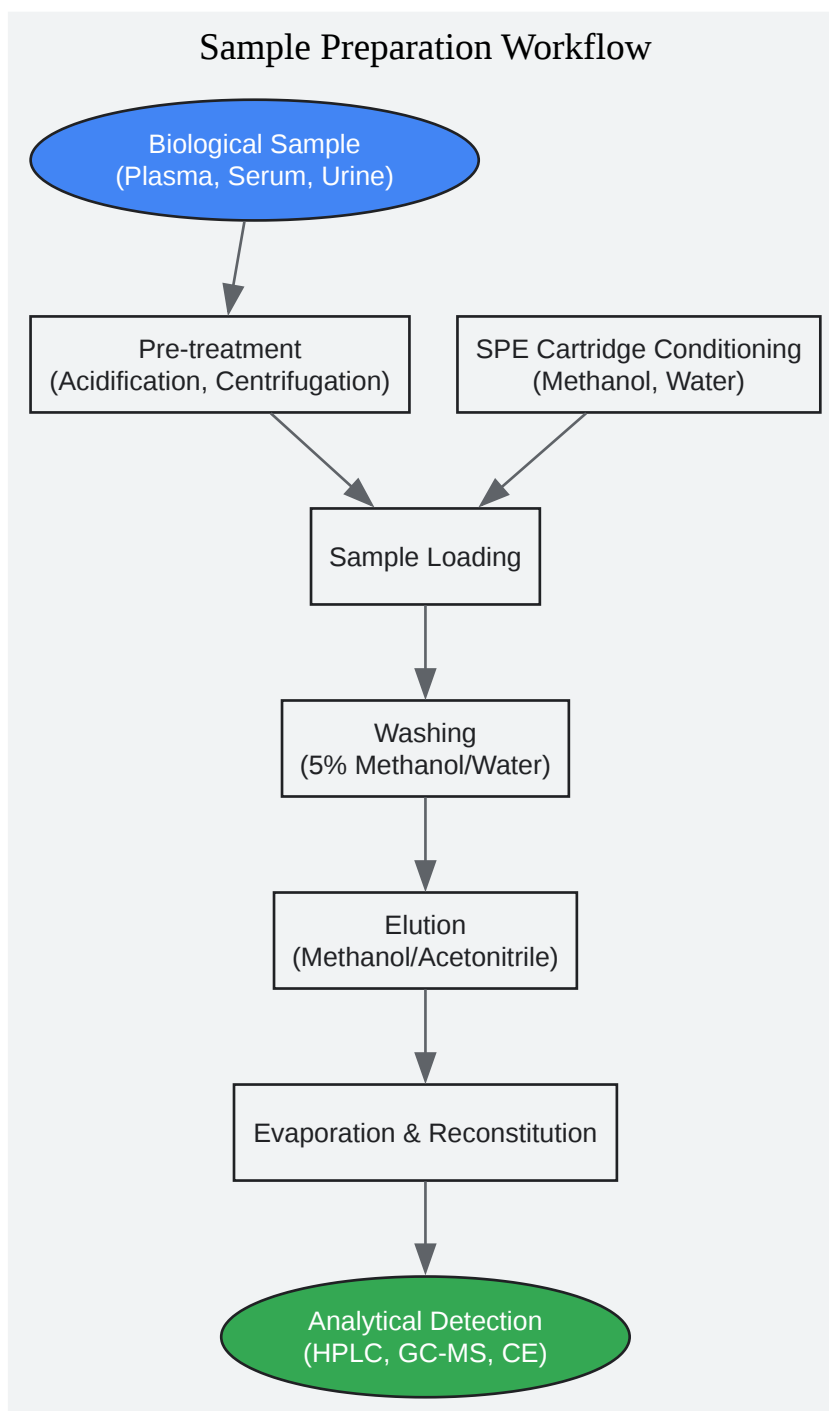 Sample Preparation Workflow
Biological Sample
(Plasma, Serum, Urine)
Pre-treatment
(Acidification, Centrifugation)
SPE Cartridge Conditioning
(Methanol, Water)
Sample Loading
Washing
(5% Methanol/Water)
Elution
(Methanol/Acetonitrile)
Evaporation & Reconstitution
Analytical Detection
(HPLC, GC-MS, CE)